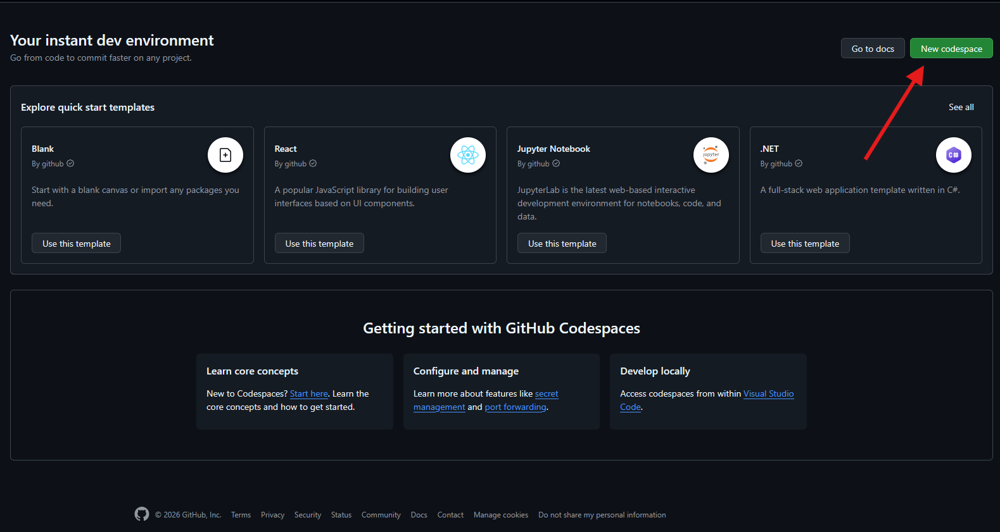 Your instant dev environment
Go from code to commit faster on any project.
Go to docs
New codespace
Explore quick start templates
See all
Blank
By github
Start with a blank canvas or import any packages you
need.
Use this template
React
By github
A popular JavaScript library for building user
interfaces based on UI components.
Use this template
Jupyter Notebook
By github
jupyter
JupyterLab is the latest web-based interactive
development environment for notebooks, code, and
data.
Use this template
.NET
By github
C#
A full-stack web application template written in C#.
Use this template
Getting started with GitHub Codespaces
Learn core concepts
New to Codespaces? Start here. Learn the
core concepts and how to get started.
Configure and manage
Learn more about features like secret
management and port forwarding.
Develop locally
Access codespaces from within Visual Studio
Code.
© 2026 GitHub, Inc.
Terms
Privacy
Security
Status
Community
Docs
Contact
Manage cookies
Do not share my personal information